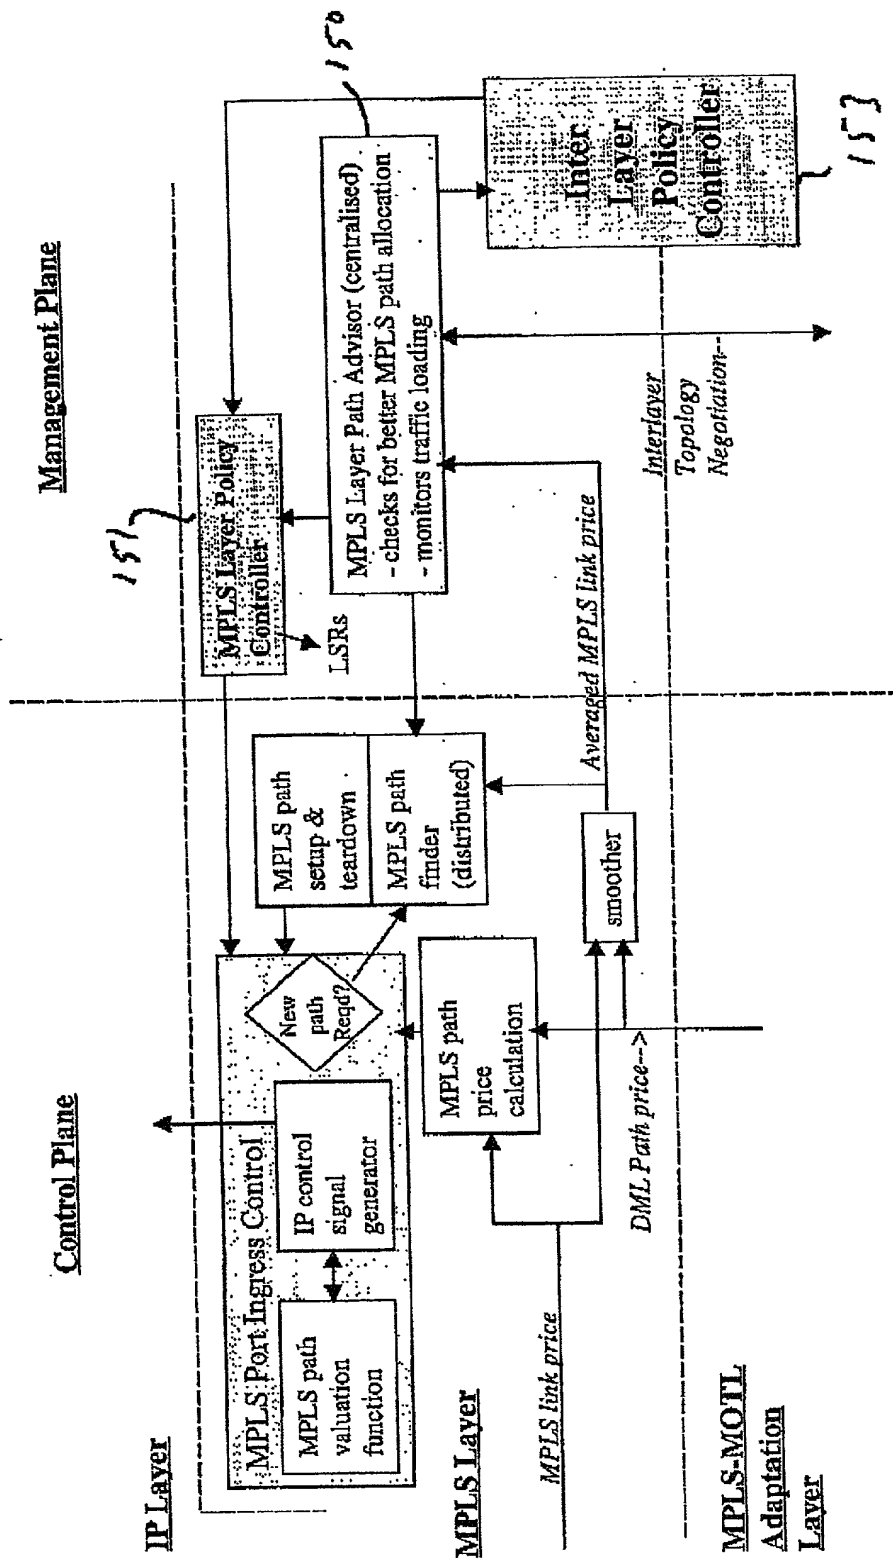 Control Plane
Management Plane
IP Layer
MPLS Port Ingress Control
MPLS path
valuation
function
IP control
signal
generator
New
path
Reqd?
MPLS path
setup &
teardown
MPLS path
finder
(distributed)
151
MPLS Layer Policy
Controller
LSRs
150
MPLS Layer Path Advisor (centralised)
- checks for better MPLS path allocation
- monitors traffic loading
MPLS Layer
MPLS path
price
calculation
MPLS link price
smoother
Averaged MPLS link price
DML Path price-->
Interlayer
Topology
Negotiation--
Inter
Layer
Policy
Controller
153
MPLS-MOTL
Adaptation
Layer